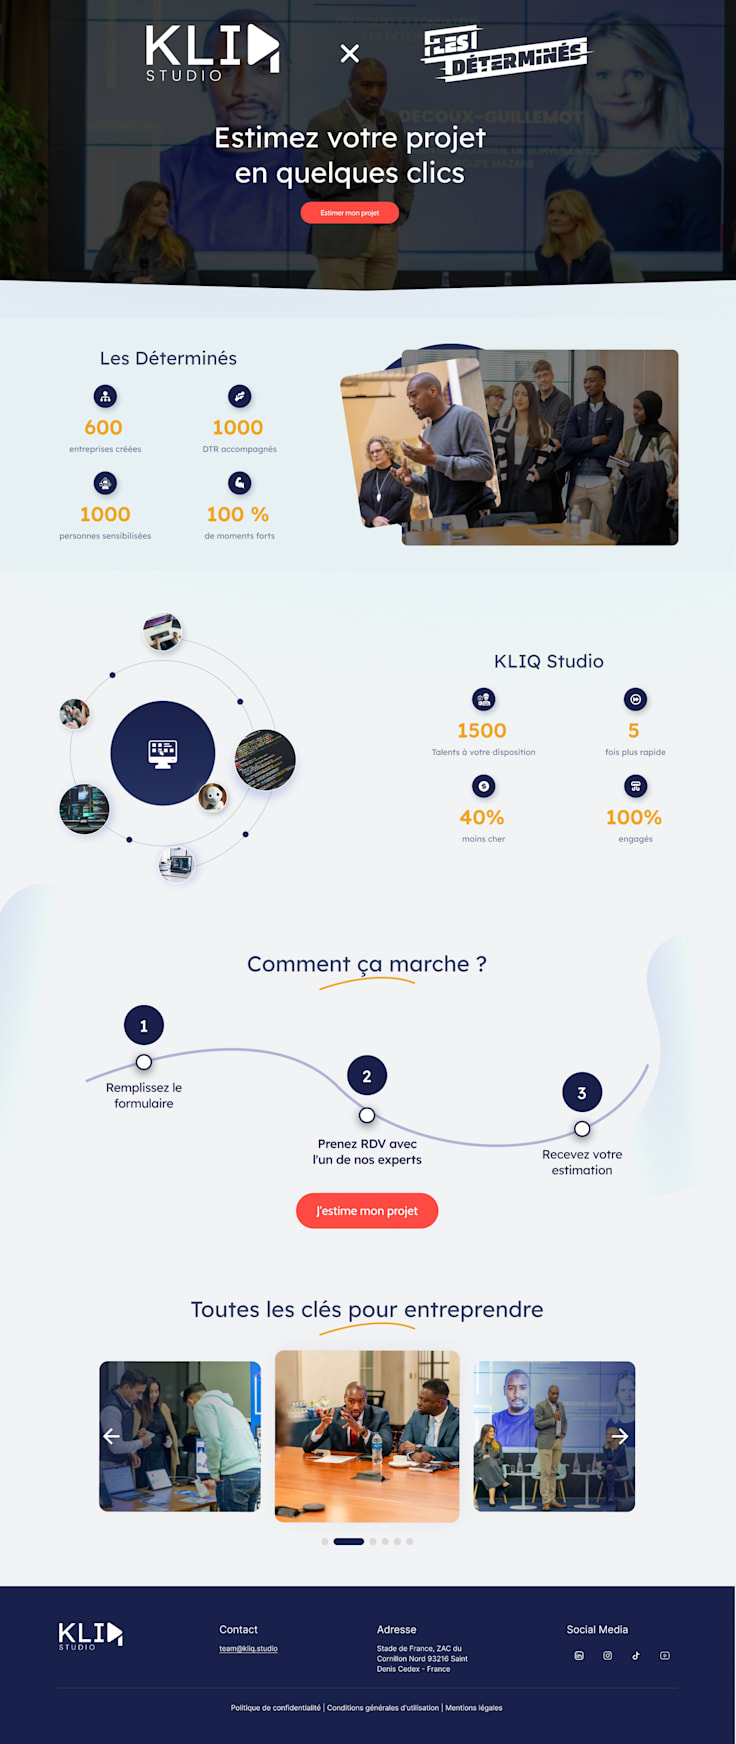 KLIQ
STUDIO
LES
DÉTERMINÉS
DECOUX-GUILLEMOT
Estimez votre projet
en quelques clics
Estimer mon projet
Les Déterminés
600
entreprises créées
1000
DTR accompagnés
1000
personnes sensibilisées
100 %
de moments forts
KLIQ Studio
1500
Talents à votre disposition
5
fois plus rapide
40%
moins cher
100%
engagés
Comment ça marche ?
1
Remplissez le
formulaire
2
Prenez RDV avec
l'un de nos experts
3
Recevez votre
estimation
J'estime mon projet
Toutes les clés pour entreprendre
KLIQ
STUDIO
Contact
team@kliq.studio
Adresse
Stade de France, ZAC du
Cornillon Nord 93216 Saint
Denis Cedex - France
Social Media
Politique de confidentialité | Conditions générales d'utilisation | Mentions légales